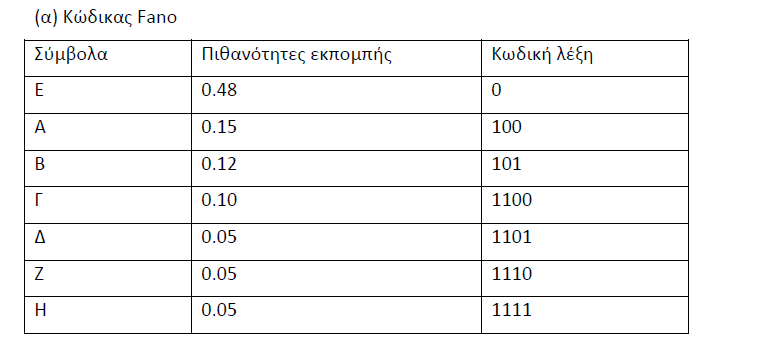 (α) Κώδικας Fano
Σύμβολα Πιθανότητες εκπομπής Κωδική λέξη
Ε 0.48 0
Α 0.15 100
Β 0.12 101
Γ 0.10 1100
Δ 0.05 1101
Ζ 0.05 1110
Η 0.05 1111